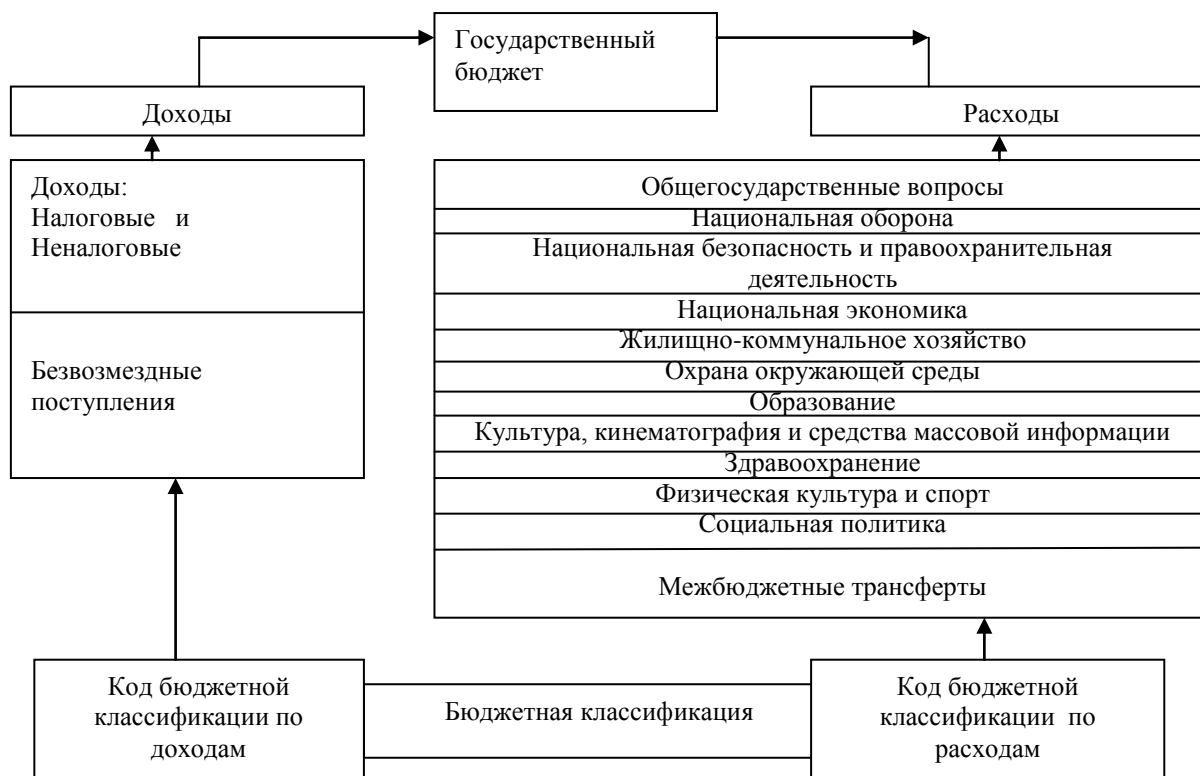 Государственный
бюджет
Доходы
Расходы
Доходы:
Налоговые и
Неналоговые
Безвозмездные
поступления
Общегосударственные вопросы
Национальная оборона
Национальная безопасность и правоохранительная
деятельность
Национальная экономика
Жилищно-коммунальное хозяйство
Охрана окружающей среды
Образование
Культура, кинематография и средства массовой информации
Здравоохранение
Физическая культура и спорт
Социальная политика
Межбюджетные трансферты
Код бюджетной
классификации по
доходам
Бюджетная классификация
Код бюджетной
классификации по
расходам